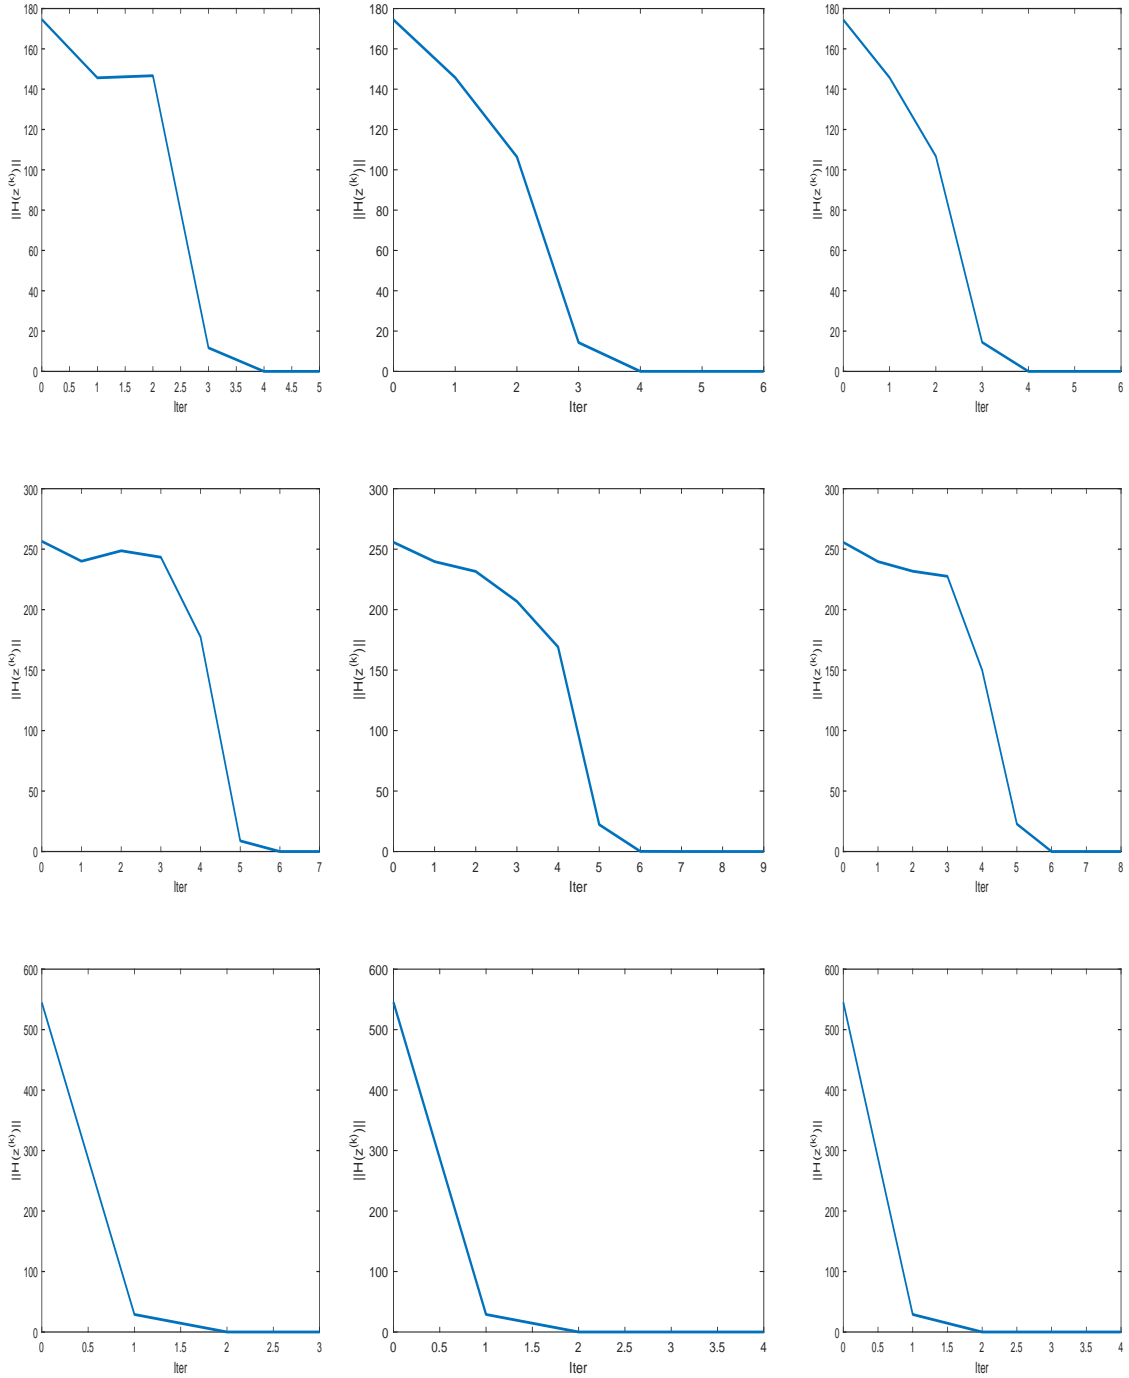 180
160
140
120
100
80
60
40
20
0
||H(z^(k))||
0 0.5 1 1.5 2 2.5 3 3.5 4 4.5 5
Iter
180
160
140
120
100
80
60
40
20
0
||H(z^(k))||
0 1 2 3 4 5 6
Iter
180
160
140
120
100
80
60
40
20
0
||H(z^(k))||
0 1 2 3 4 5 6
Iter
300
250
200
150
100
50
0
||H(z^(k))||
0 1 2 3 4 5 6 7
Iter
300
250
200
150
100
50
0
||H(z^(k))||
0 1 2 3 4 5 6 7 8 9
Iter
300
250
200
150
100
50
0
||H(z^(k))||
0 1 2 3 4 5 6 7 8
Iter
600
500
400
300
200
100
0
||H(z^(k))||
0 0.5 1 1.5 2 2.5 3
Iter
600
500
400
300
200
100
0
||H(z^(k))||
0 0.5 1 1.5 2 2.5 3 3.5 4
Iter
600
500
400
300
200
100
0
||H(z^(k))||
0 0.5 1 1.5 2 2.5 3 3.5 4
Iter